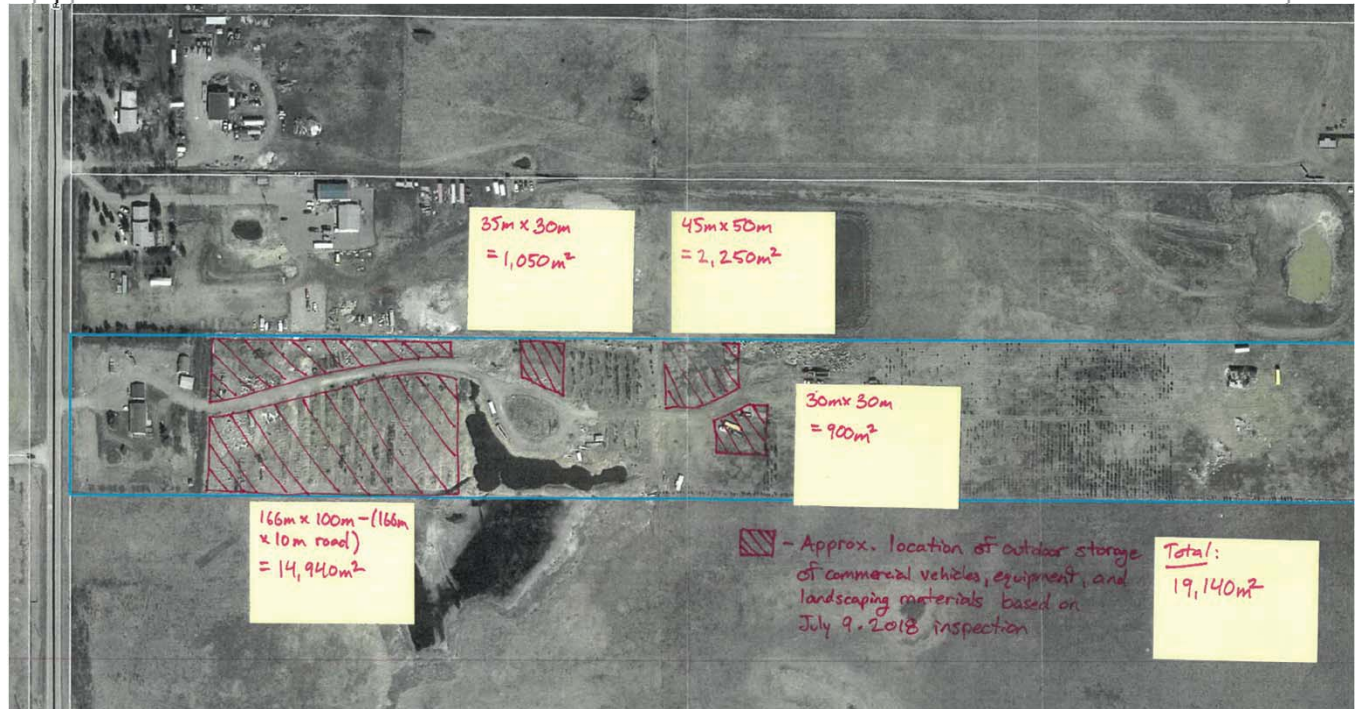 35m x 30m
= 1,050m²
45m x 50m
= 2,250m²
30m x 30m
= 900m²
166m x 100m - (166m
x 10m road)
= 14,940m²
- Approx. location of outdoor storage
of commercial vehicles, equipment, and
landscaping materials based on
July 9. 2018 inspection
Total:
19,140m²